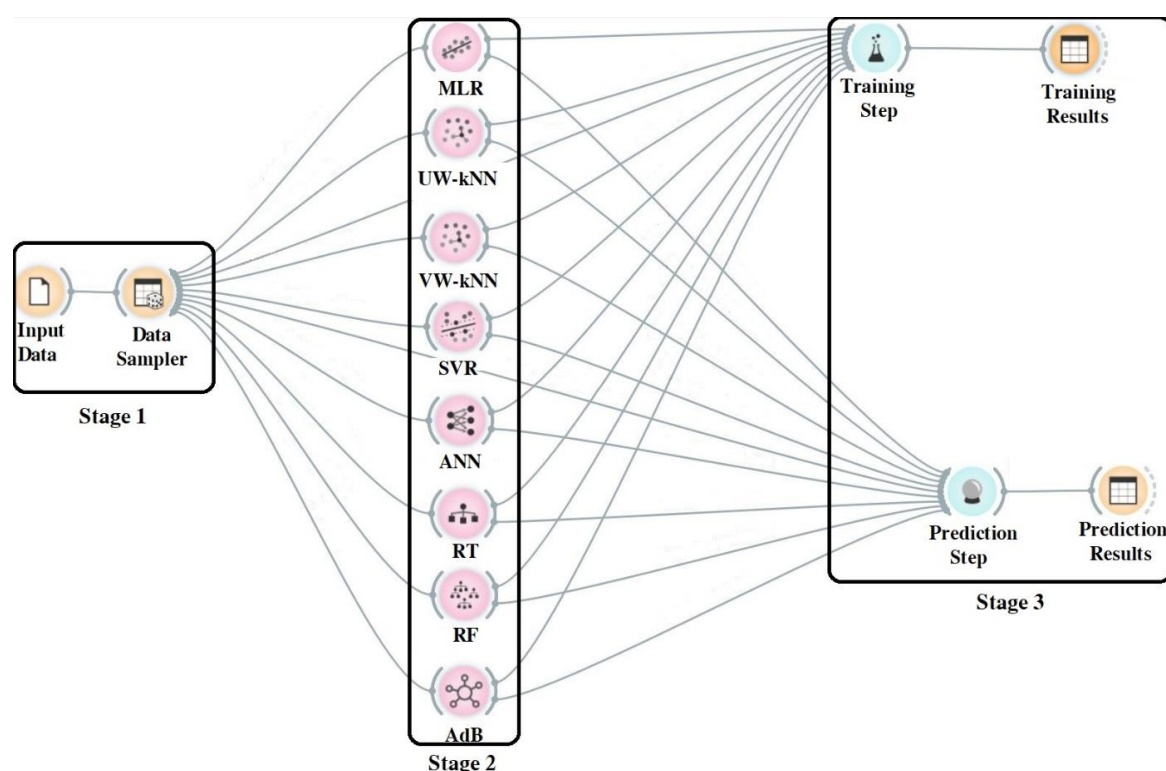 Input
Data
Data
Sampler
Stage 1
MLR
UW-kNN
VW-kNN
SVR
ANN
RT
RF
AdB
Stage 2
Training
Step
Training
Results
Prediction
Step
Prediction
Results
Stage 3